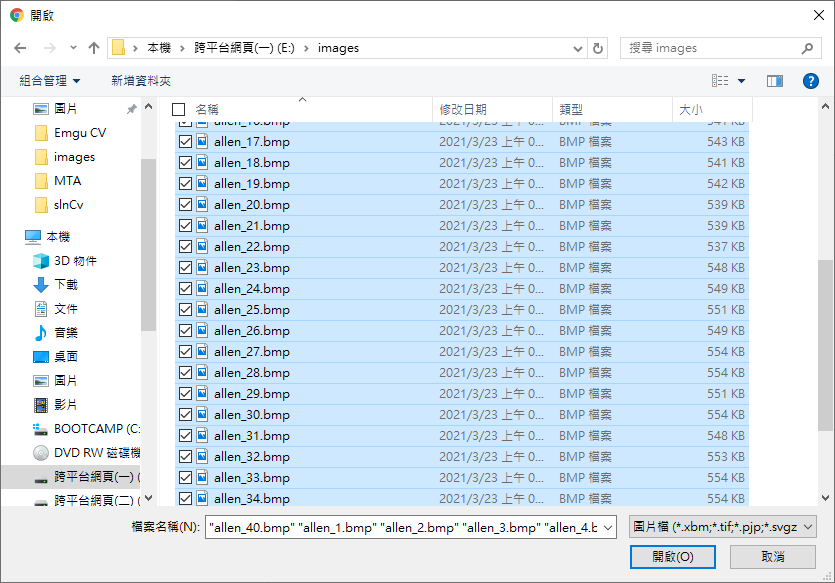 開啟
本機 跨平台網頁(一) (E:) images
搜尋 images
組合管理 新增資料夾
圖片
Emgu CV
images
MTA
slnCv
本機
3D 物件
下載
文件
音樂
桌面
圖片
影片
BOOTCAMP (C:
DVD RW 磁碟機
跨平台網頁(一) (
跨平台網頁(二) (
名稱 修改日期 類型 大小
allen_16.bmp 2021/3/23 上午 0... BMP 檔案 541 KB
allen_17.bmp 2021/3/23 上午 0... BMP 檔案 543 KB
allen_18.bmp 2021/3/23 上午 0... BMP 檔案 541 KB
allen_19.bmp 2021/3/23 上午 0... BMP 檔案 542 KB
allen_20.bmp 2021/3/23 上午 0... BMP 檔案 539 KB
allen_21.bmp 2021/3/23 上午 0... BMP 檔案 539 KB
allen_22.bmp 2021/3/23 上午 0... BMP 檔案 537 KB
allen_23.bmp 2021/3/23 上午 0... BMP 檔案 548 KB
allen_24.bmp 2021/3/23 上午 0... BMP 檔案 549 KB
allen_25.bmp 2021/3/23 上午 0... BMP 檔案 551 KB
allen_26.bmp 2021/3/23 上午 0... BMP 檔案 549 KB
allen_27.bmp 2021/3/23 上午 0... BMP 檔案 554 KB
allen_28.bmp 2021/3/23 上午 0... BMP 檔案 554 KB
allen_29.bmp 2021/3/23 上午 0... BMP 檔案 551 KB
allen_30.bmp 2021/3/23 上午 0... BMP 檔案 554 KB
allen_31.bmp 2021/3/23 上午 0... BMP 檔案 548 KB
allen_32.bmp 2021/3/23 上午 0... BMP 檔案 553 KB
allen_33.bmp 2021/3/23 上午 0... BMP 檔案 554 KB
allen_34.bmp 2021/3/23 上午 0... BMP 檔案 554 KB
檔案名稱(N): "allen_40.bmp" "allen_1.bmp" "allen_2.bmp" "allen_3.bmp" "allen_4.b 圖片檔 (*.xbm;*.tif;*.pjp;*.svgz
開啟(O) 取消